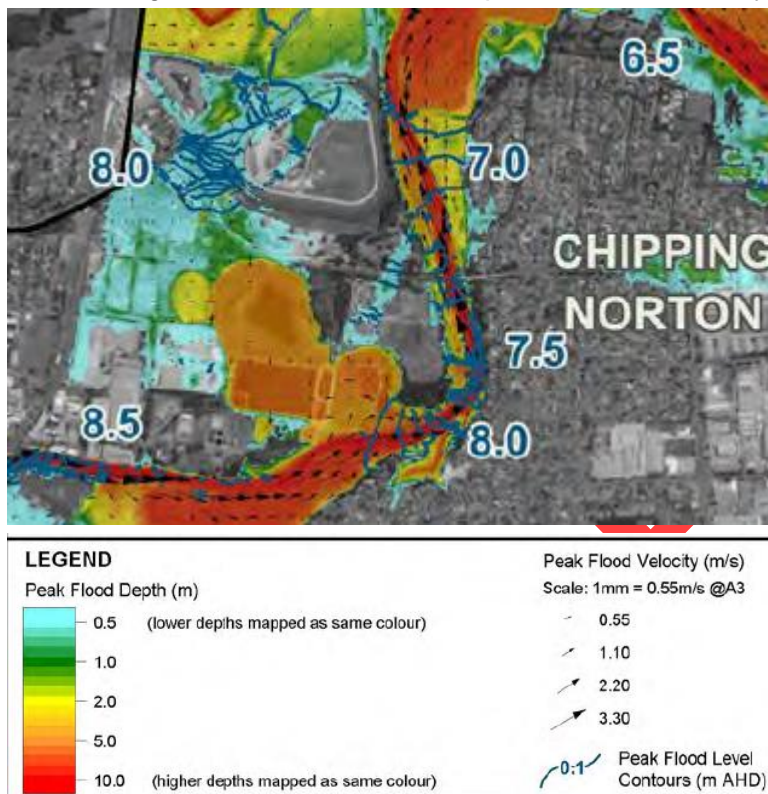 6.5
8.0
7.0
CHIPPING
NORTON
7.5
8.5
8.0
LEGEND
Peak Flood Depth (m)
0.5 (lower depths mapped as same colour)
1.0
2.0
5.0
10.0 (higher depths mapped as same colour)
Peak Flood Velocity (m/s)
Scale: 1mm = 0.55m/s @A3
0.55
1.10
2.20
3.30
0.1 Peak Flood Level
Contours (m AHD)